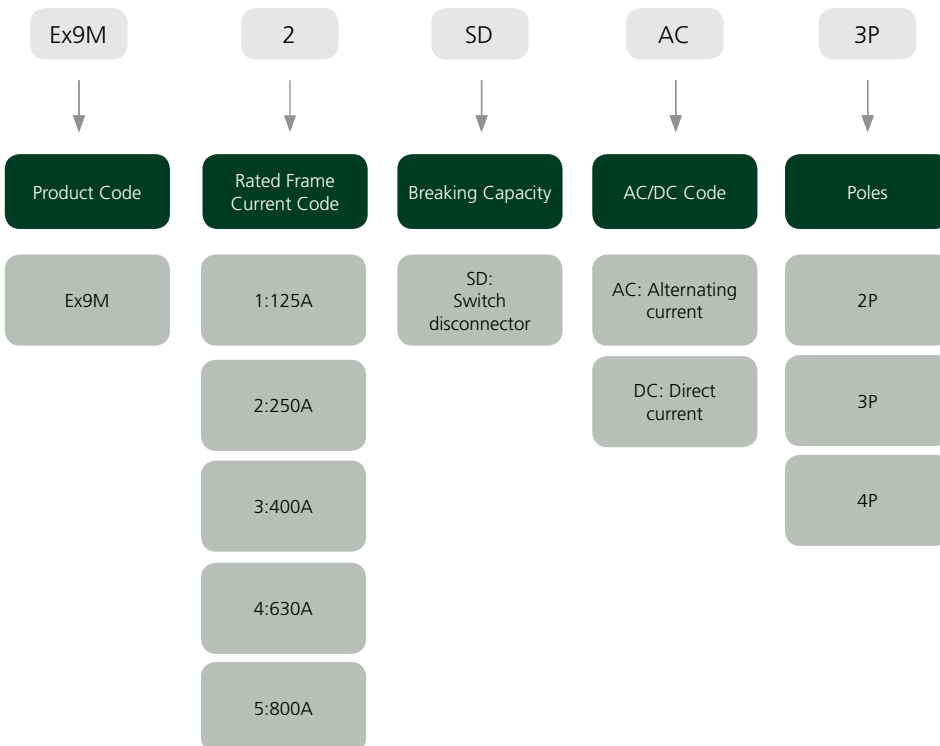 Ex9M
2
SD
AC
3P
Product Code
Rated Frame
Current Code
Breaking Capacity
AC/DC Code
Poles
Ex9M
1:125A
2:250A
3:400A
4:630A
5:800A
SD:
Switch
disconnector
AC: Alternating
current
DC: Direct
current
2P
3P
4P